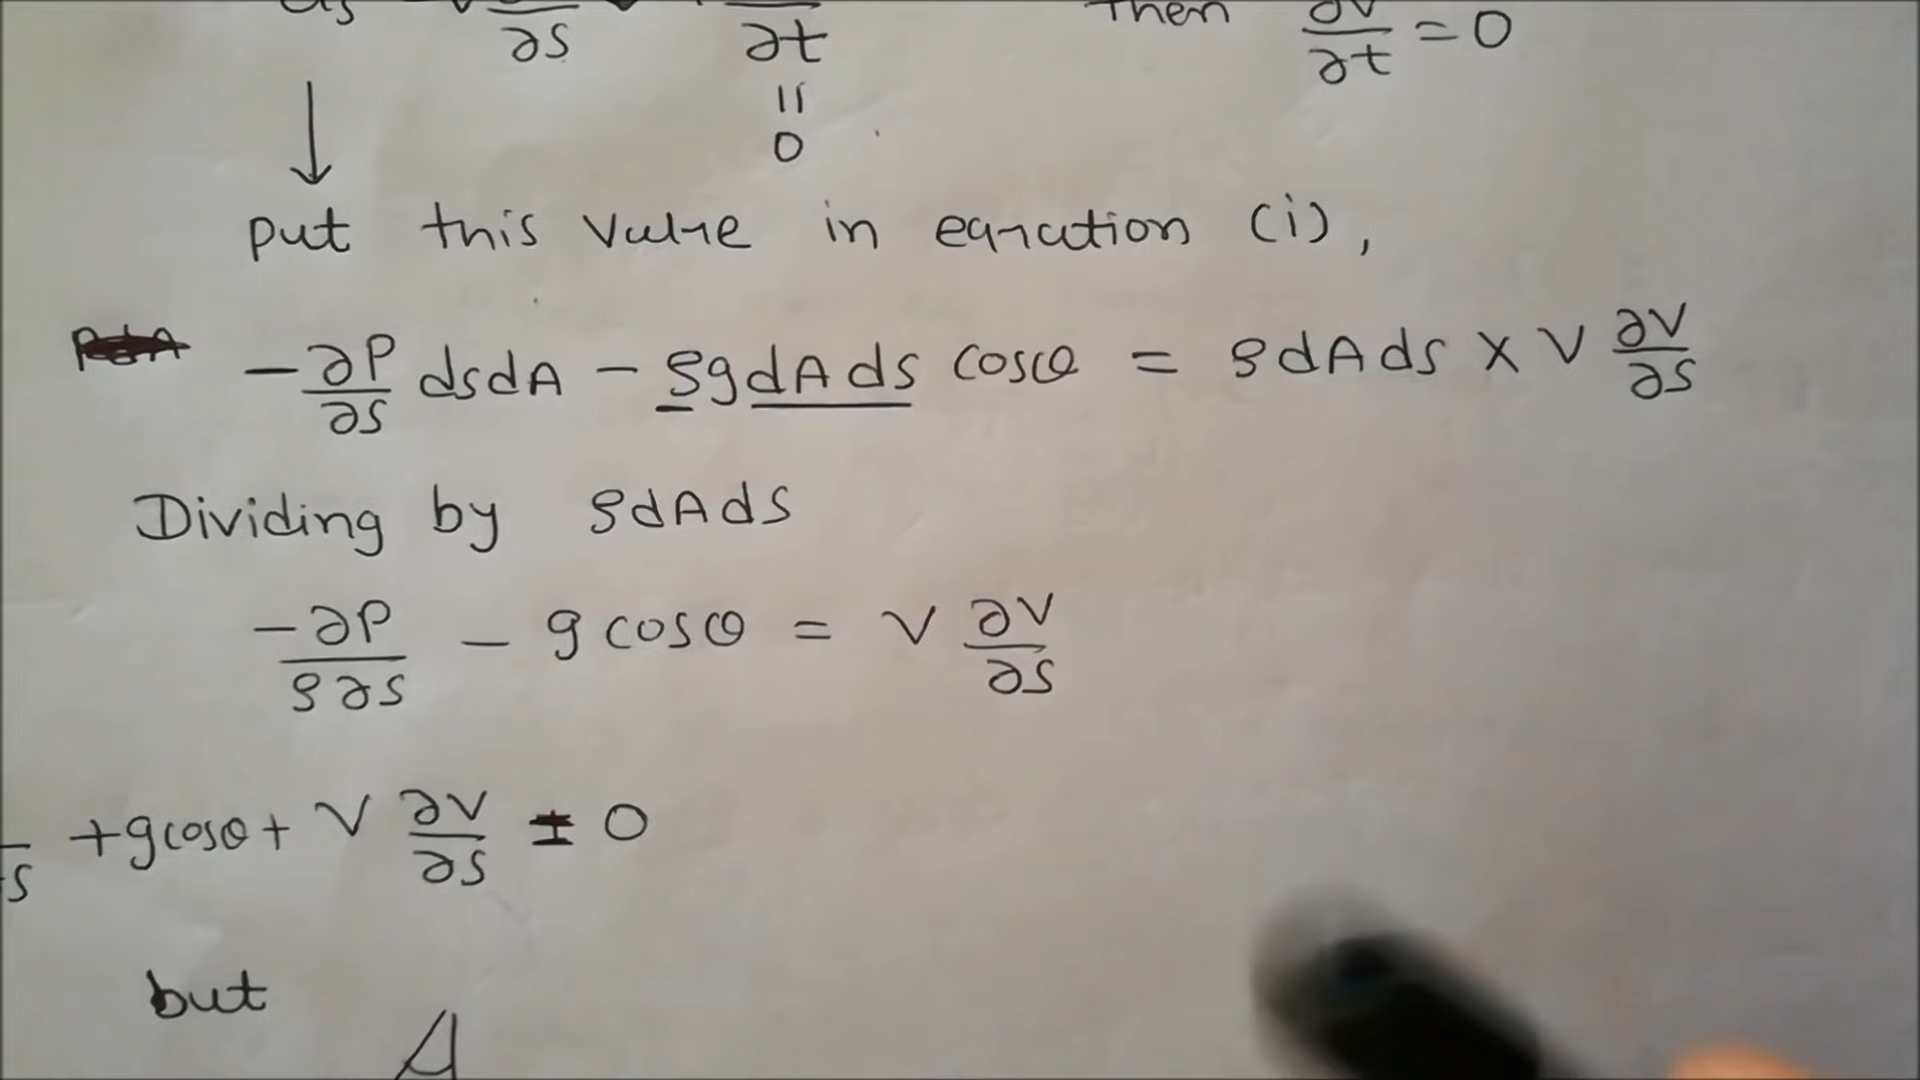 ∂s ∂t then ∂v/∂t = 0
||
0
put this value in equation (i),
-∂P/∂s dsdA - ρg dA ds cosθ = ρdAds × v ∂v/∂s
Dividing by ρdAds
-∂P/ρ∂s - g cosθ = v ∂v/∂s
s +gcosθ + v ∂v/∂s = 0
but